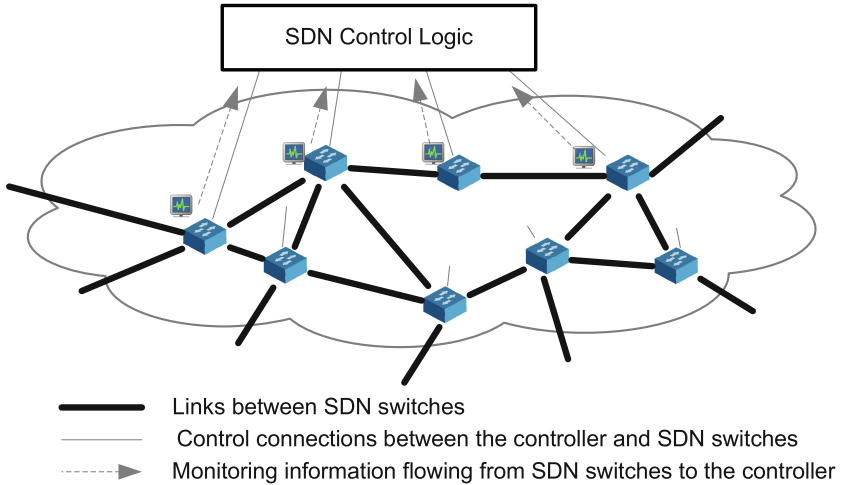 SDN Control Logic
Links between SDN switches
Control connections between the controller and SDN switches
Monitoring information flowing from SDN switches to the controller